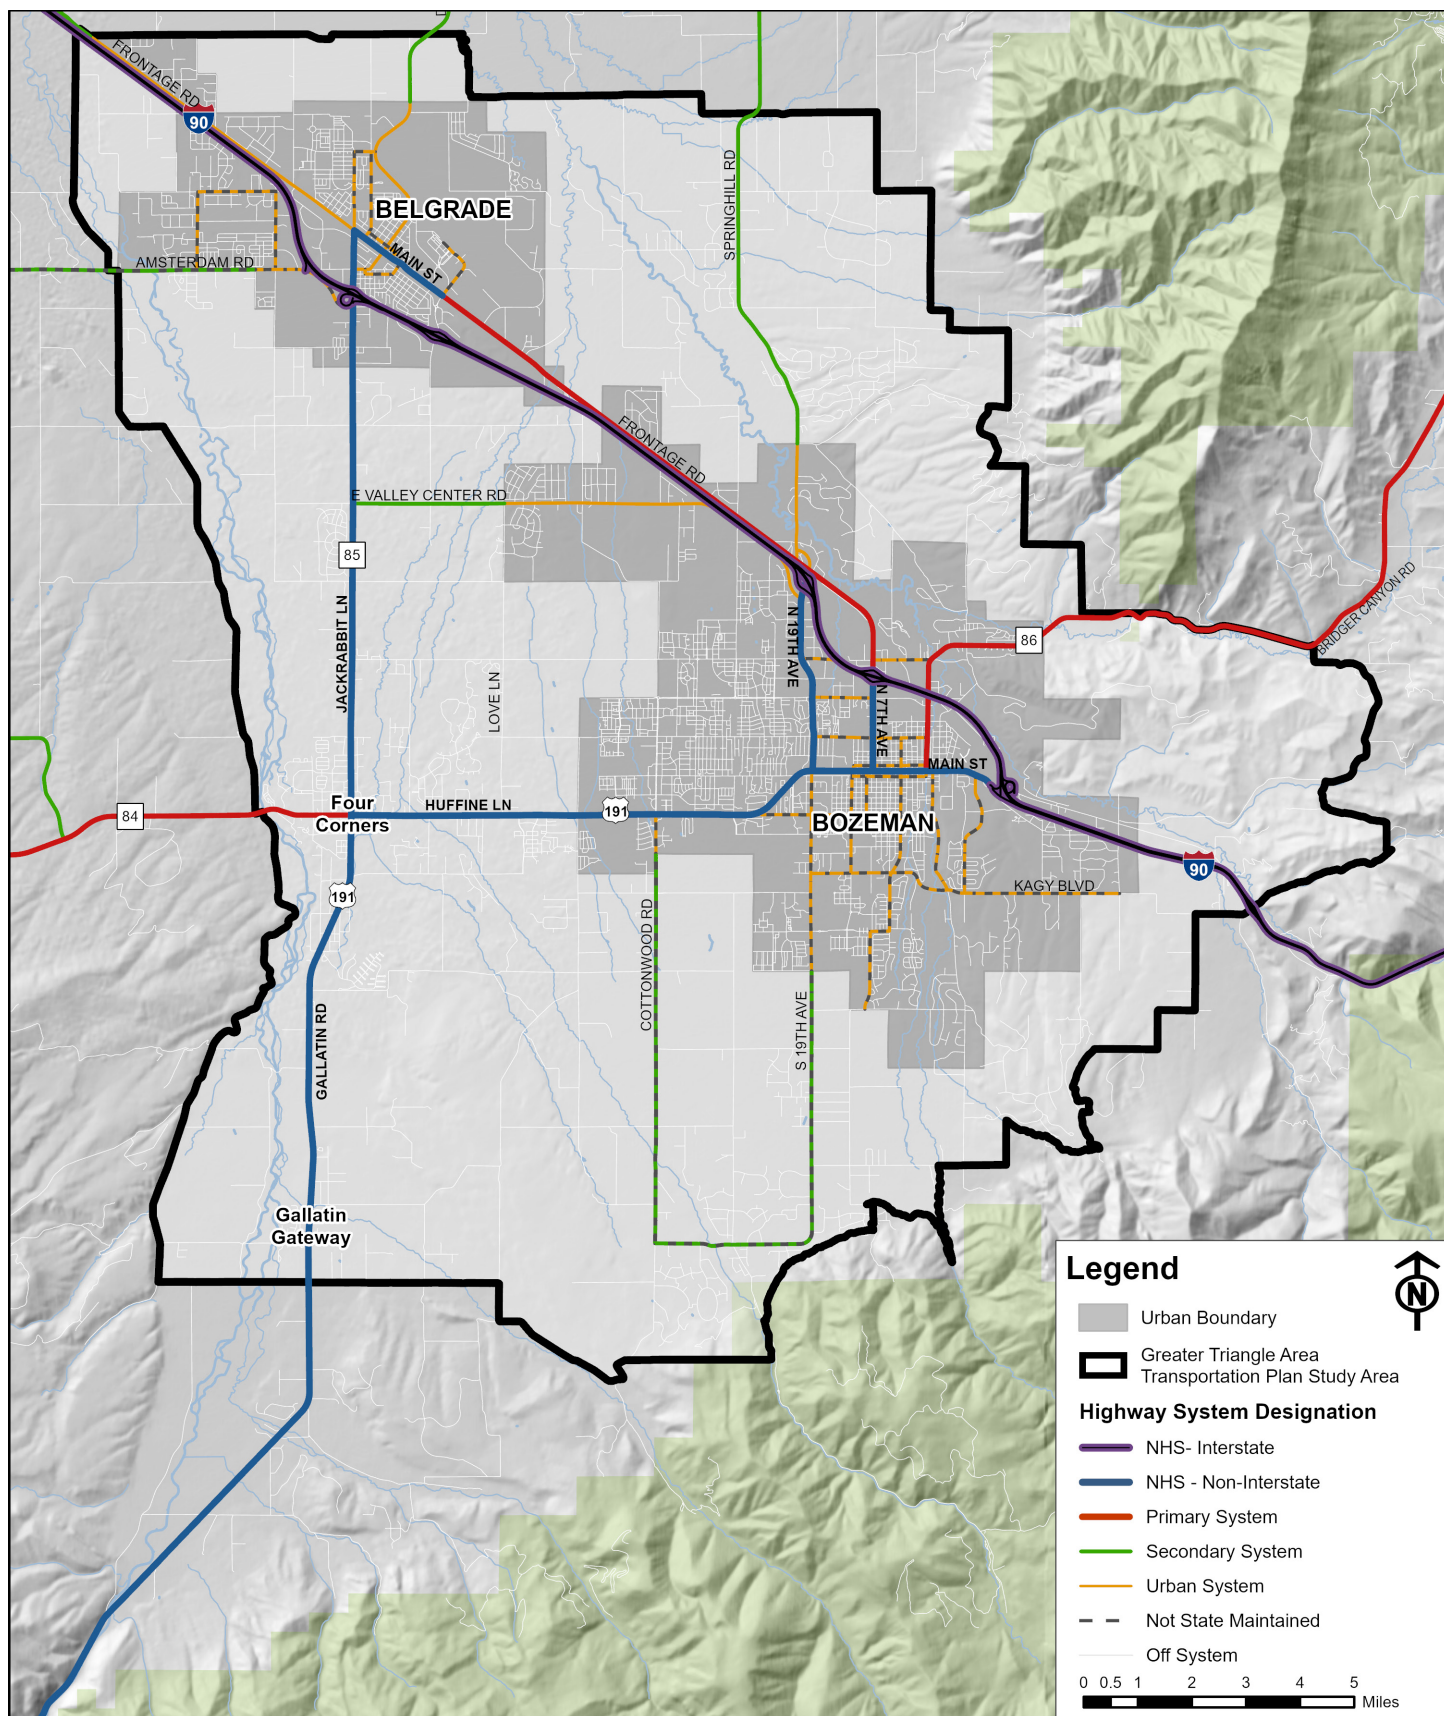 FRONTAGE RD
90
BELGRADE
MAIN ST
AMSTERDAM RD
SPRINGHILL RD
FRONTAGE RD
E VALLEY CENTER RD
85
JACKRABBIT LN
LOVE LN
N 19TH AVE
N 7TH AVE
86
BRIDGER CANYON RD
MAIN ST
84
Four
Corners
HUFFINE LN
191
BOZEMAN
90
191
KAGY BLVD
COTTONWOOD RD
S 19TH AVE
GALLATIN RD
Gallatin
Gateway
Legend
N
Urban Boundary
Greater Triangle Area
Transportation Plan Study Area
Highway System Designation
NHS- Interstate
NHS - Non-Interstate
Primary System
Secondary System
Urban System
Not State Maintained
Off System
0 0.5 1 2 3 4 5
Miles